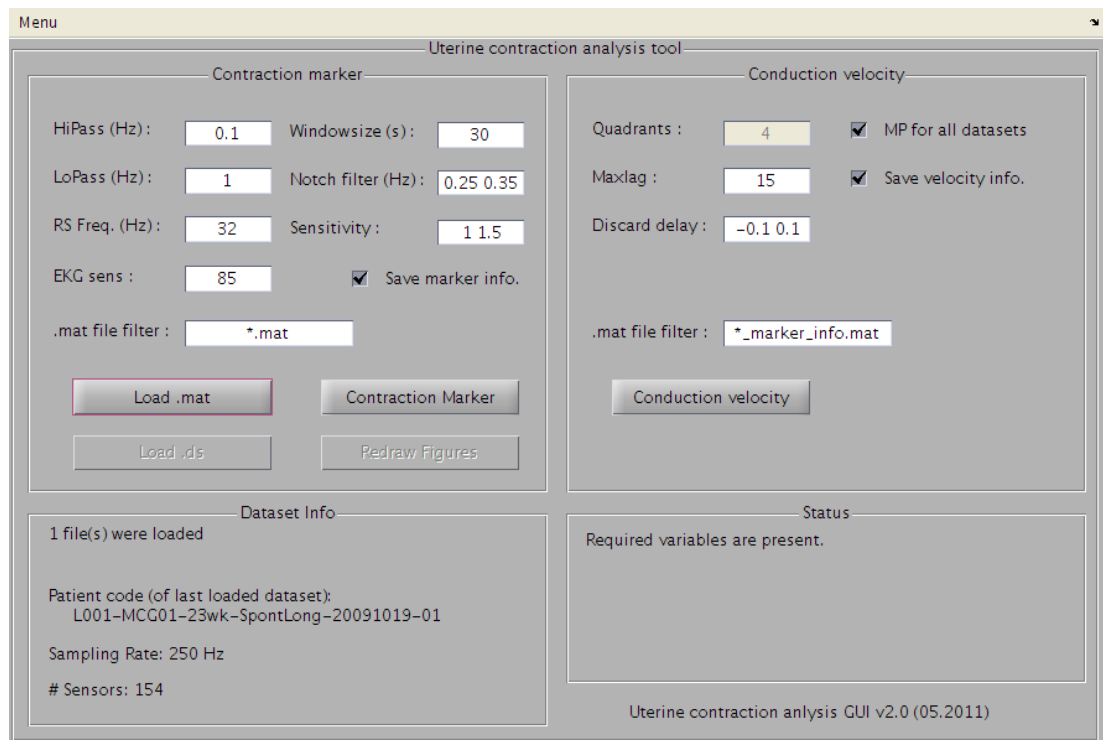 Menu
Uterine contraction analysis tool
Contraction marker
HiPass (Hz) : 0.1 Windowsize (s) : 30
LoPass (Hz) : 1 Notch filter (Hz) : 0.25 0.35
RS Freq. (Hz) : 32 Sensitivity : 1 1.5
EKG sens : 85 Save marker info.
.mat file filter : *.mat
Load .mat Contraction Marker
Load .ds Redraw Figures
Conduction velocity
Quadrants : 4 MP for all datasets
Maxlag : 15 Save velocity info.
Discard delay : −0.1 0.1
.mat file filter : *_marker_info.mat
Conduction velocity
Dataset Info
1 file(s) were loaded
Patient code (of last loaded dataset):
L001−MCG01−23wk−SpontLong−20091019−01
Sampling Rate: 250 Hz
# Sensors: 154
Status
Required variables are present.
Uterine contraction anlysis GUI v2.0 (05.2011)